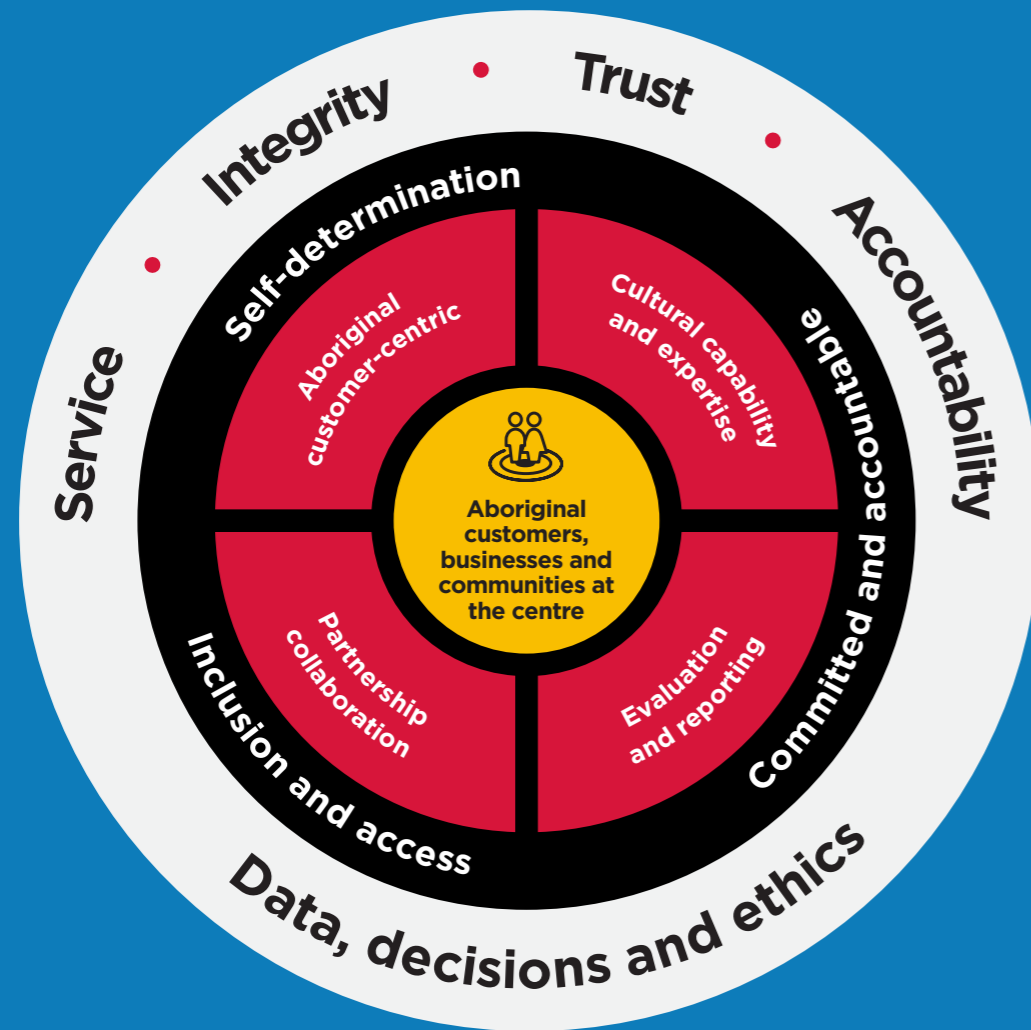 Service • Integrity • Trust • Accountability
Data, decisions and ethics
Self-determination
Committed and accountable
Inclusion and access
Aboriginal
customer-centric
Cultural capability
and expertise
Partnership
collaboration
Evaluation
and reporting
Aboriginal
customers,
businesses and
communities at
the centre